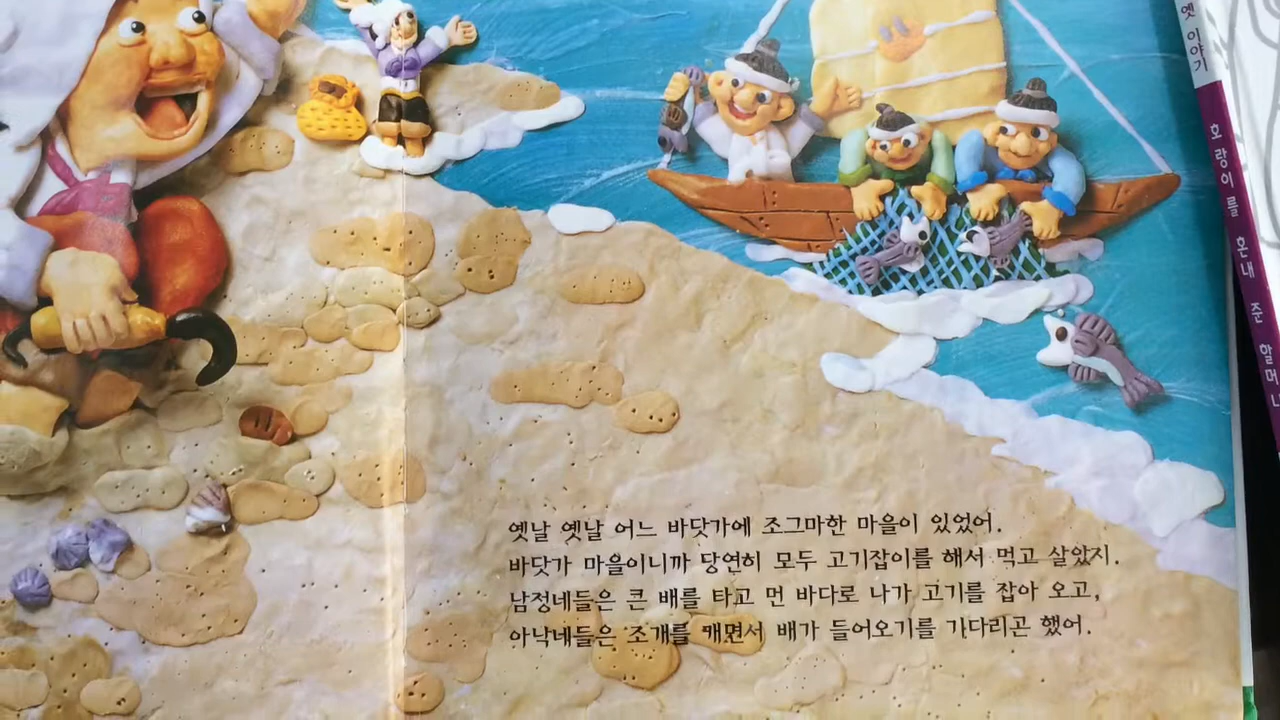 옛날 옛날 어느 바닷가에 조그마한 마을이 있었어.
바닷가 마을이니까 당연히 모두 고기잡이를 해서 먹고 살았지.
남정네들은 큰 배를 타고 먼 바다로 나가 고기를 잡아 오고,
아낙네들은 조개를 캐면서 배가 들어오기를 기다리곤 했어.
옛 이야기
호랑이를 혼내 준 할머니